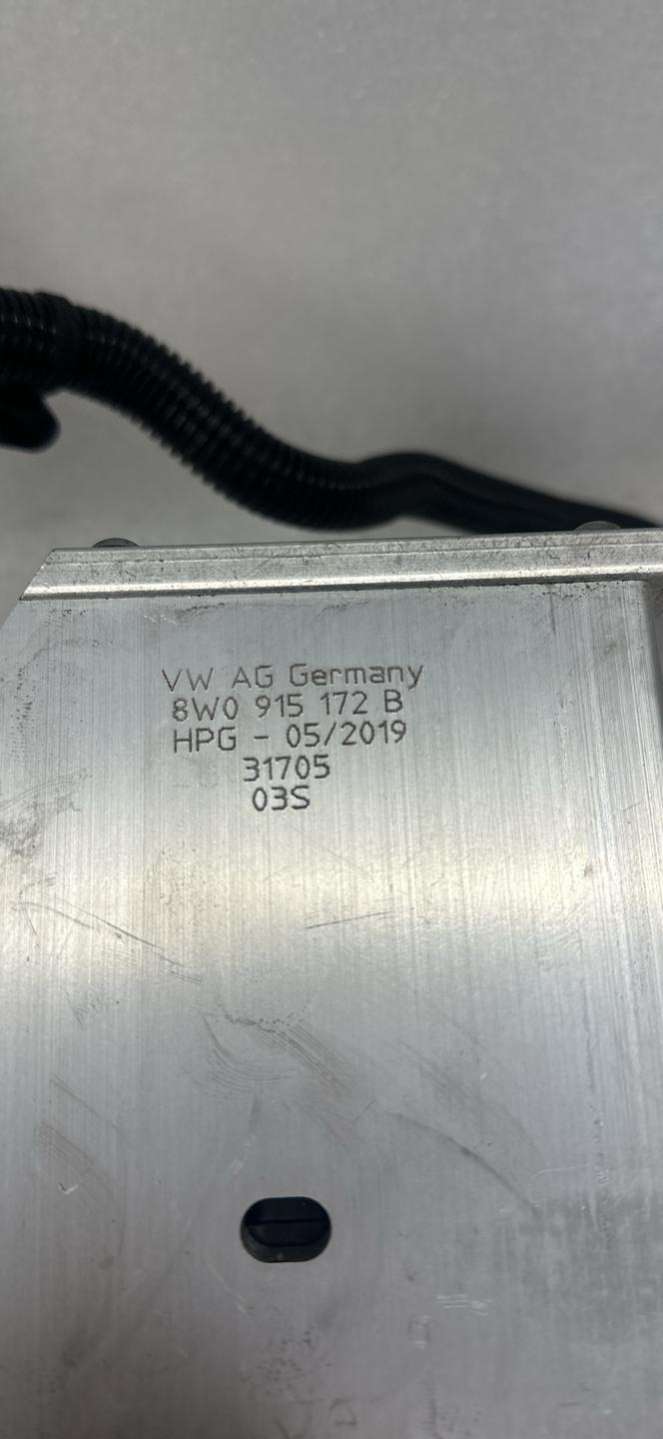 VW AG Germany
8W0 915 172 B
HPG - 05/2019
31705
03S